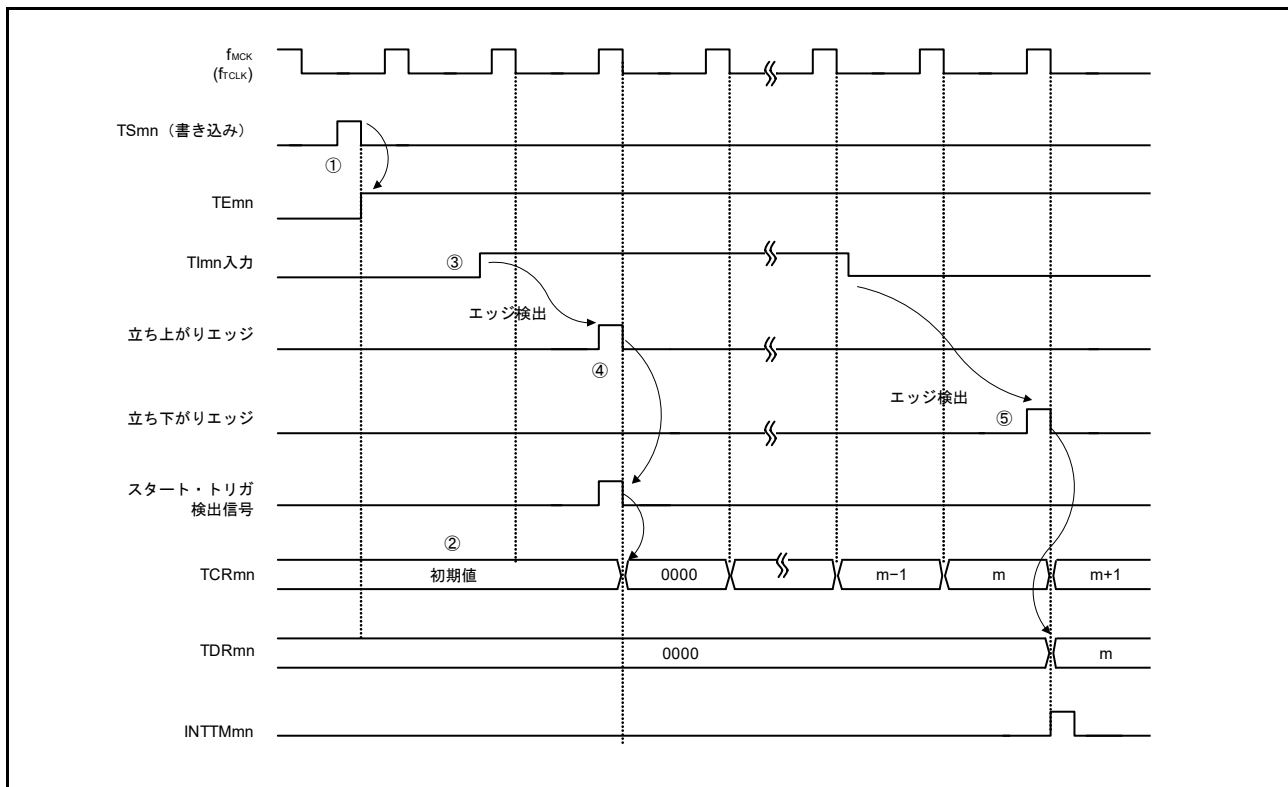 fMCK
(fTCLK)
TSmn（書き込み）
①
TEmn
TImn入力
③
エッジ検出
立ち上がりエッジ
④
エッジ検出
立ち下がりエッジ
⑤
スタート・トリガ
検出信号
②
TCRmn
初期値
0000
m−1
m
m+1
TDRmn
0000
m
INTTMmn